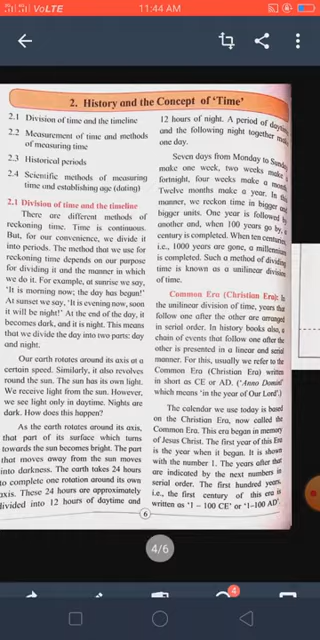 VoLTE
11:44 AM
2. History and the Concept of 'Time'
2.1 Division of time and the timeline
2.2 Measurement of time and methods
of measuring time
2.3 Historical periods
2.4 Scientific methods of measuring
time and establishing age (dating)
2.1 Division of time and the timeline
There are different methods of
reckoning time. Time is continuous.
But, for our convenience, we divide it
into periods. The method that we use for
reckoning time depends on our purpose
for dividing it and the manner in which
we do it. For example, at sunrise we say,
'It is morning now; the day has begun!'
At sunset we say, 'It is evening now, soon
it will be night!' At the end of the day, it
becomes dark, and it is night. This means
that we divide the day into two parts: day
and night.
Our earth rotates around its axis at a
certain speed. Similarly, it also revolves
round the sun. The sun has its own light.
We receive light from the sun. However,
we see light only in daytime. Nights are
dark. How does this happen?
As the earth rotates around its axis,
that part of its surface which turns
towards the sun becomes bright. The part
that moves away from the sun moves
into darkness. The earth takes 24 hours
to complete one rotation around its own
axis. These 24 hours are approximately
divided into 12 hours of daytime and
12 hours of night. A period of daytime
and the following night together make
one day.
Seven days from Monday to Sunday
make one week, two weeks make a
fortnight, four weeks make a month.
Twelve months make a year. In this
manner, we reckon time in bigger and
bigger units. One year is followed by
another and, when 100 years go by, a
century is completed. When ten centuries,
i.e., 1000 years are gone, a millennium
is completed. Such a method of dividing
time is known as a unilinear division
of time.
Common Era (Christian Era): In
the unilinear division of time, years that
follow one after the other are arranged
in serial order. In history books also, a
chain of events that follow one after the
other is presented in a linear and serial
manner. For this, usually we refer to the
Common Era (Christian Era) written
in short as CE or AD. ('Anno Domini'
which means 'in the year of Our Lord'.)
The calendar we use today is based
on the Christian Era, now called the
Common Era. This era began in memory
of Jesus Christ. The first year of this Era
is the year when it began. It is shown
with the number 1. The years after that
are indicated by the next numbers in
serial order. The first hundred years,
i.e., the first century of this era is
written as '1 – 100 CE' or '1–100 AD'.
6
4/6
4